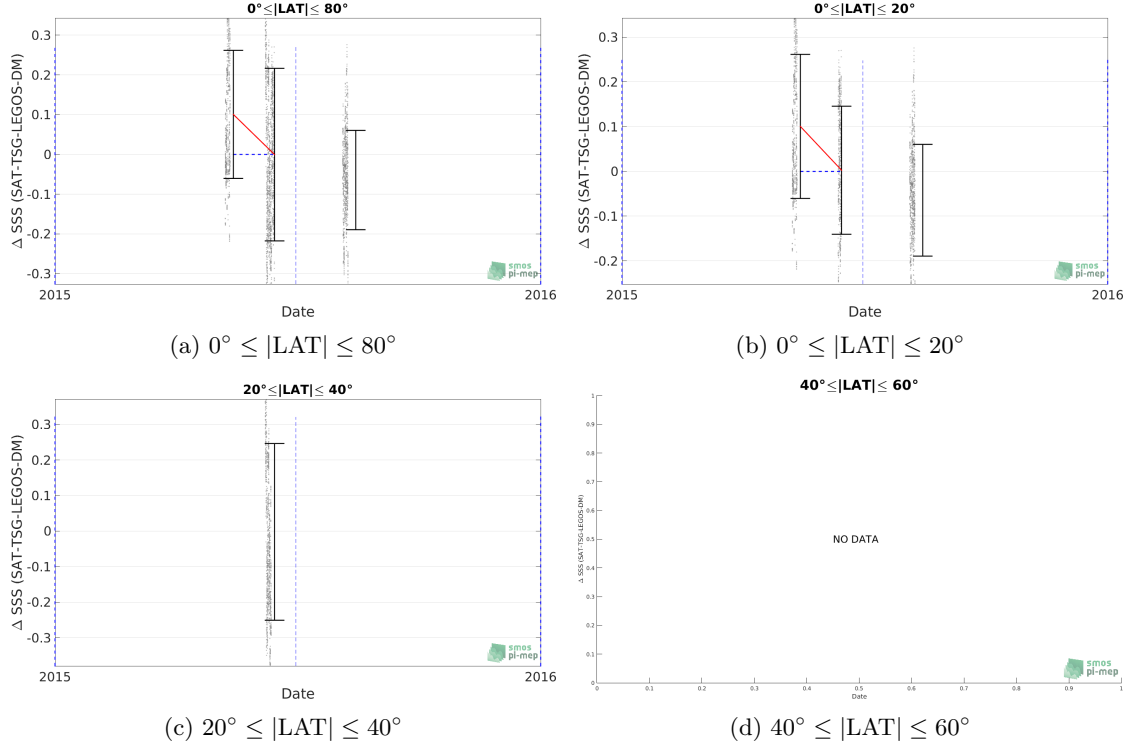 0°≤|LAT|≤ 80°
Δ SSS (SAT-TSG-LEGOS-DM)
0.3
0.2
0.1
0
-0.1
-0.2
-0.3
2015
2016
Date
smos
pi-mep
(a) 0° ≤ |LAT| ≤ 80°
0°≤|LAT|≤ 20°
Δ SSS (SAT-TSG-LEGOS-DM)
0.3
0.2
0.1
0
-0.1
-0.2
2015
2016
Date
smos
pi-mep
(b) 0° ≤ |LAT| ≤ 20°
20°≤|LAT|≤ 40°
Δ SSS (SAT-TSG-LEGOS-DM)
0.3
0.2
0.1
0
-0.1
-0.2
-0.3
2015
2016
Date
smos
pi-mep
(c) 20° ≤ |LAT| ≤ 40°
40°≤|LAT|≤ 60°
Δ SSS (SAT-TSG-LEGOS-DM)
1
0.9
0.8
0.7
0.6
0.5
0.4
0.3
0.2
0.1
0
NO DATA
0 0.1 0.2 0.3 0.4 0.5 0.6 0.7 0.8 0.9 1
Date
smos
pi-mep
(d) 40° ≤ |LAT| ≤ 60°